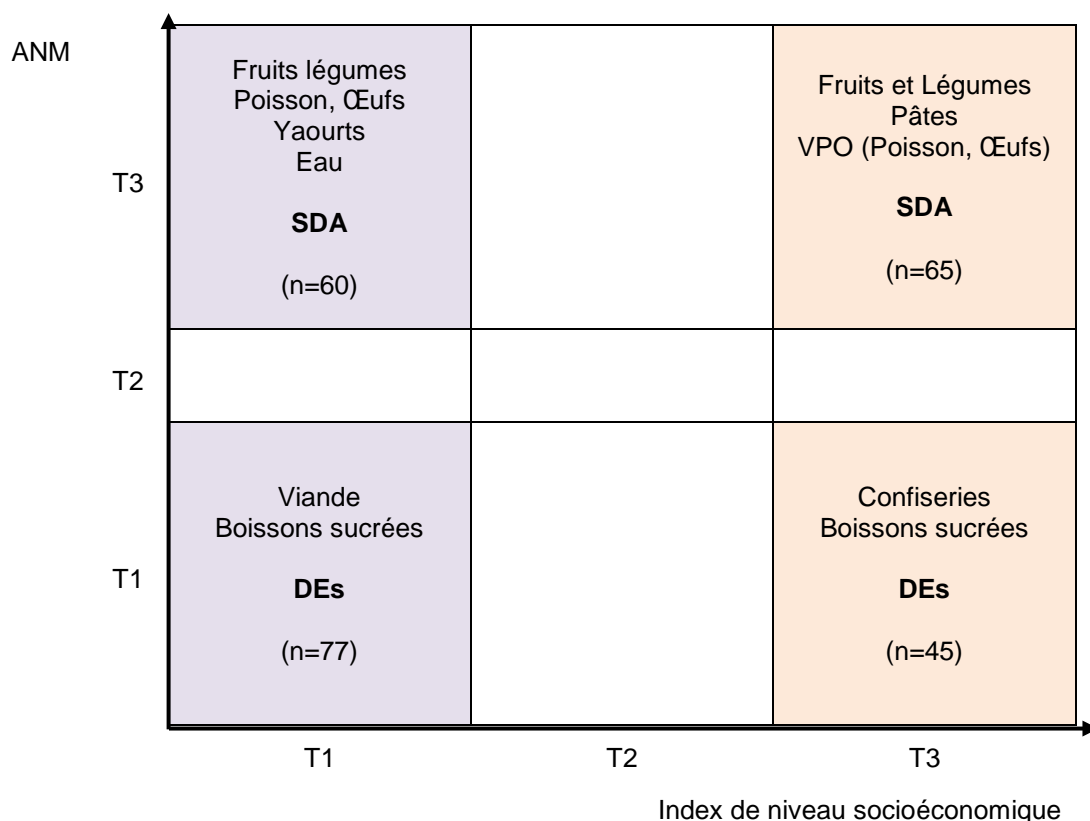 ANM
Fruits légumes
Poisson, Œufs
Yaourts
Eau
SDA
(n=60)
Fruits et Légumes
Pâtes
VPO (Poisson, Œufs)
SDA
(n=65)
T3
T2
Viande
Boissons sucrées
DEs
(n=77)
Confiseries
Boissons sucrées
DEs
(n=45)
T1
T1
T2
T3
Index de niveau socioéconomique